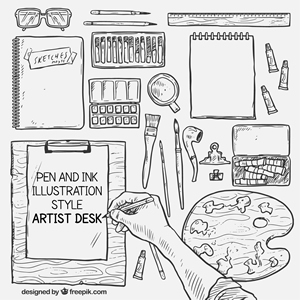 SKETCHES
PEN AND INK
ILLUSTRATION
STYLE
ARTIST DESK
designed by freepik.com